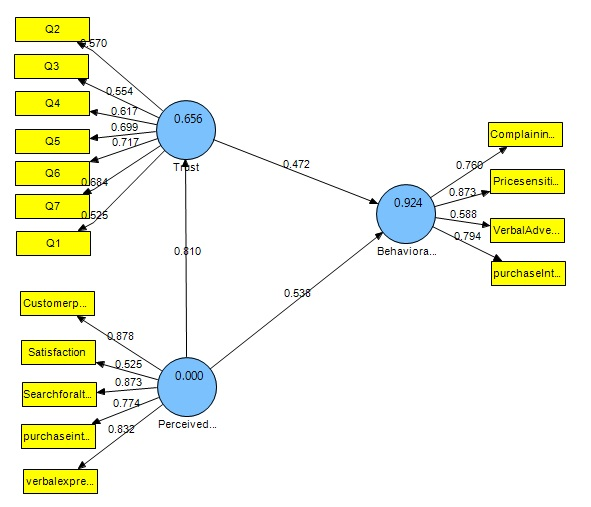 Q2
0.570
Q3
0.554
Q4
0.617
Q5
0.699
Q6
0.717
Q7
0.684
Q1
0.525
0.656
Trust
0.472
0.810
0.538
0.924
Behaviora...
Complainin...
0.760
Pricesensiti...
0.873
VerbalAdve...
0.588
purchaseInt...
0.794
Customerp...
0.878
Satisfaction
0.525
Searchforalt...
0.873
purchaseint...
0.774
verbalexpre...
0.832
0.000
Perceived...